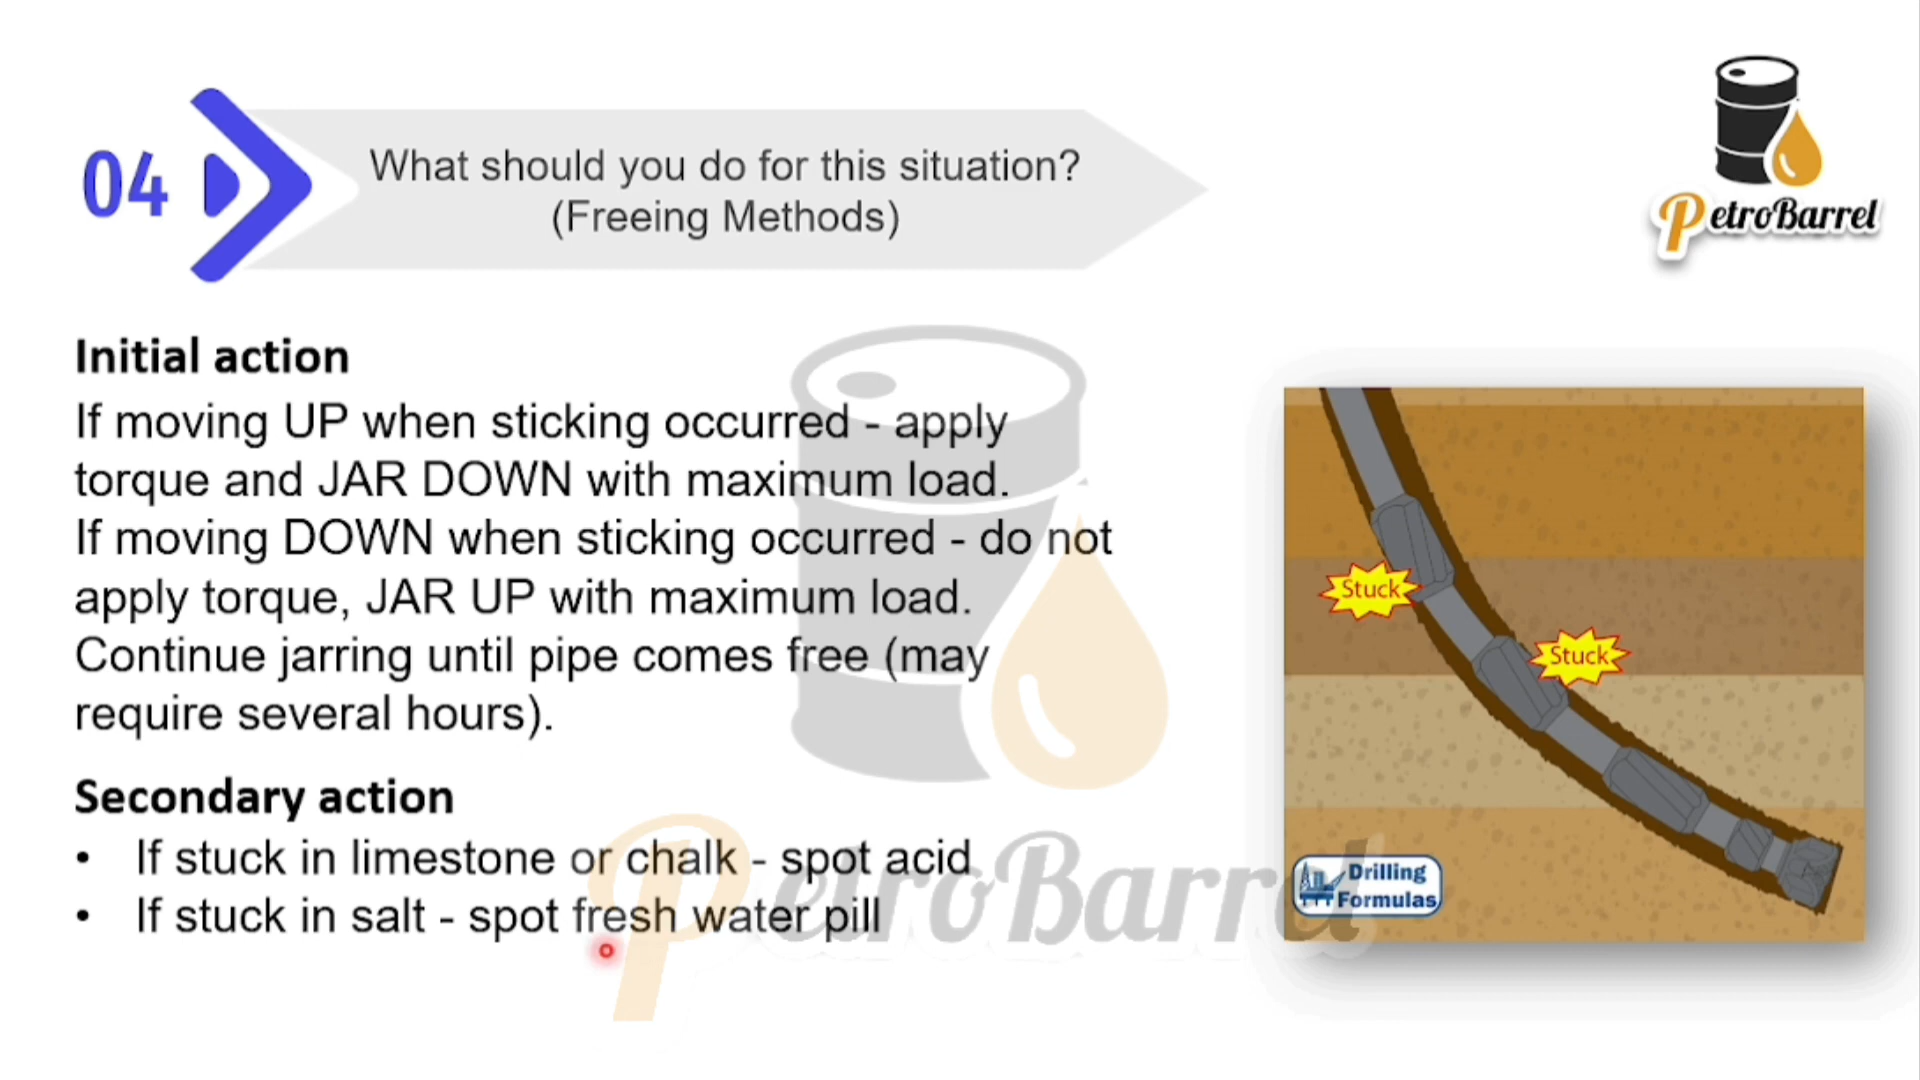 04
What should you do for this situation?
(Freeing Methods)
PetroBarrel
Initial action
If moving UP when sticking occurred - apply
torque and JAR DOWN with maximum load.
If moving DOWN when sticking occurred - do not
apply torque, JAR UP with maximum load.
Continue jarring until pipe comes free (may
require several hours).
Secondary action
• If stuck in limestone or chalk - spot acid
• If stuck in salt - spot fresh water pill
Stuck
Stuck
Drilling
Formulas
PetroBarrel